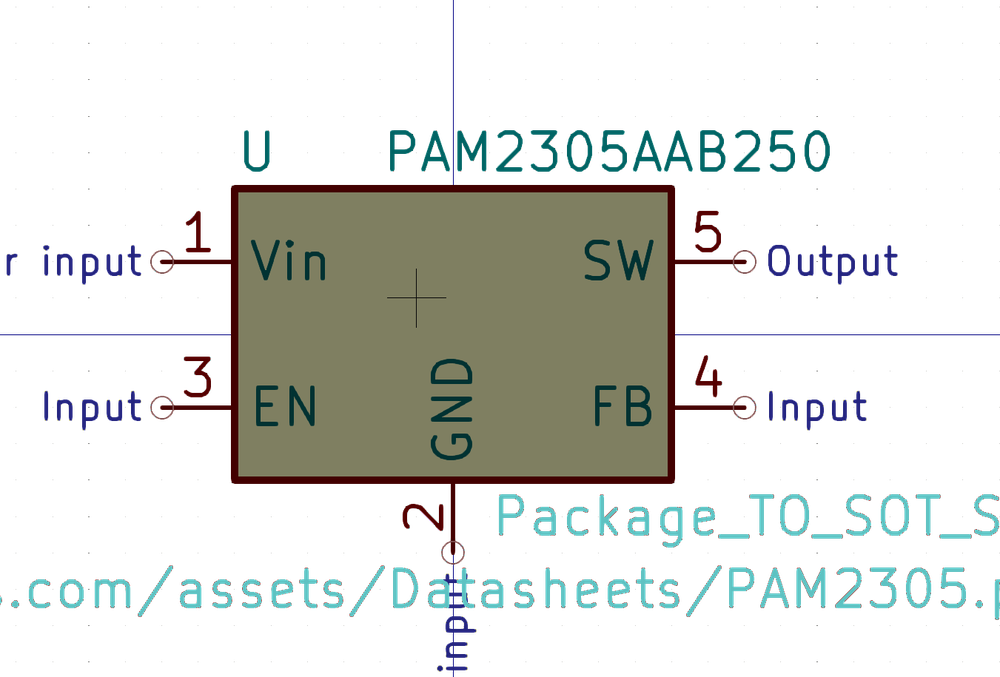 U PAM2305AAB250
1 5
r input Vin SW Output
3 4
Input EN GND FB Input
2 Package_TO_SOT_S
.com/assets/Datasheets/PAM2305.p
input